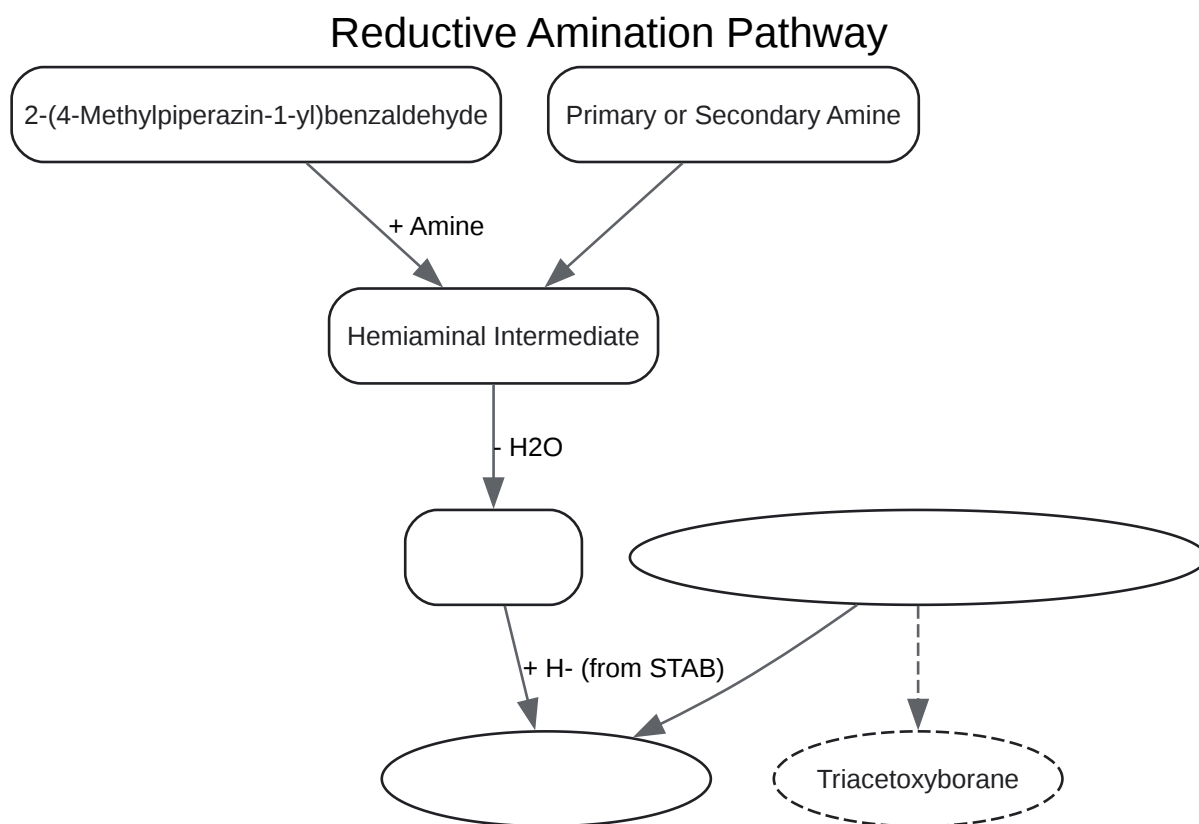 Reductive Amination Pathway
2-(4-Methylpiperazin-1-yl)benzaldehyde
Primary or Secondary Amine
+ Amine
Hemiaminal Intermediate
- H2O
+ H- (from STAB)
Triacetoxyborane